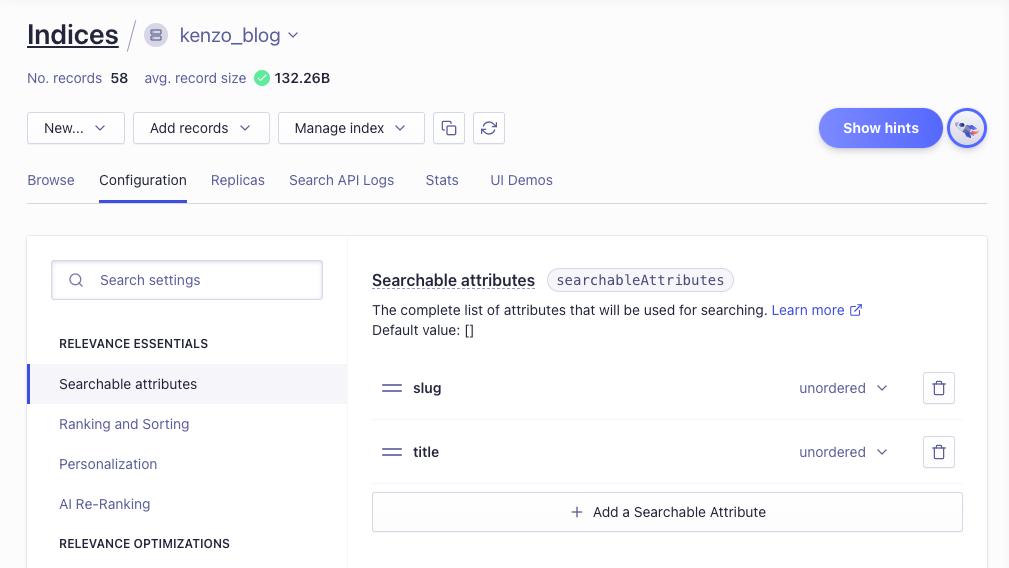 Indices / kenzo_blog
No. records 58 avg. record size 132.26B
New... Add records Manage index Show hints
Browse Configuration Replicas Search API Logs Stats UI Demos
Search settings
RELEVANCE ESSENTIALS
Searchable attributes
Ranking and Sorting
Personalization
AI Re-Ranking
RELEVANCE OPTIMIZATIONS
Searchable attributes searchableAttributes
The complete list of attributes that will be used for searching. Learn more
Default value: []
slug unordered
title unordered
+ Add a Searchable Attribute